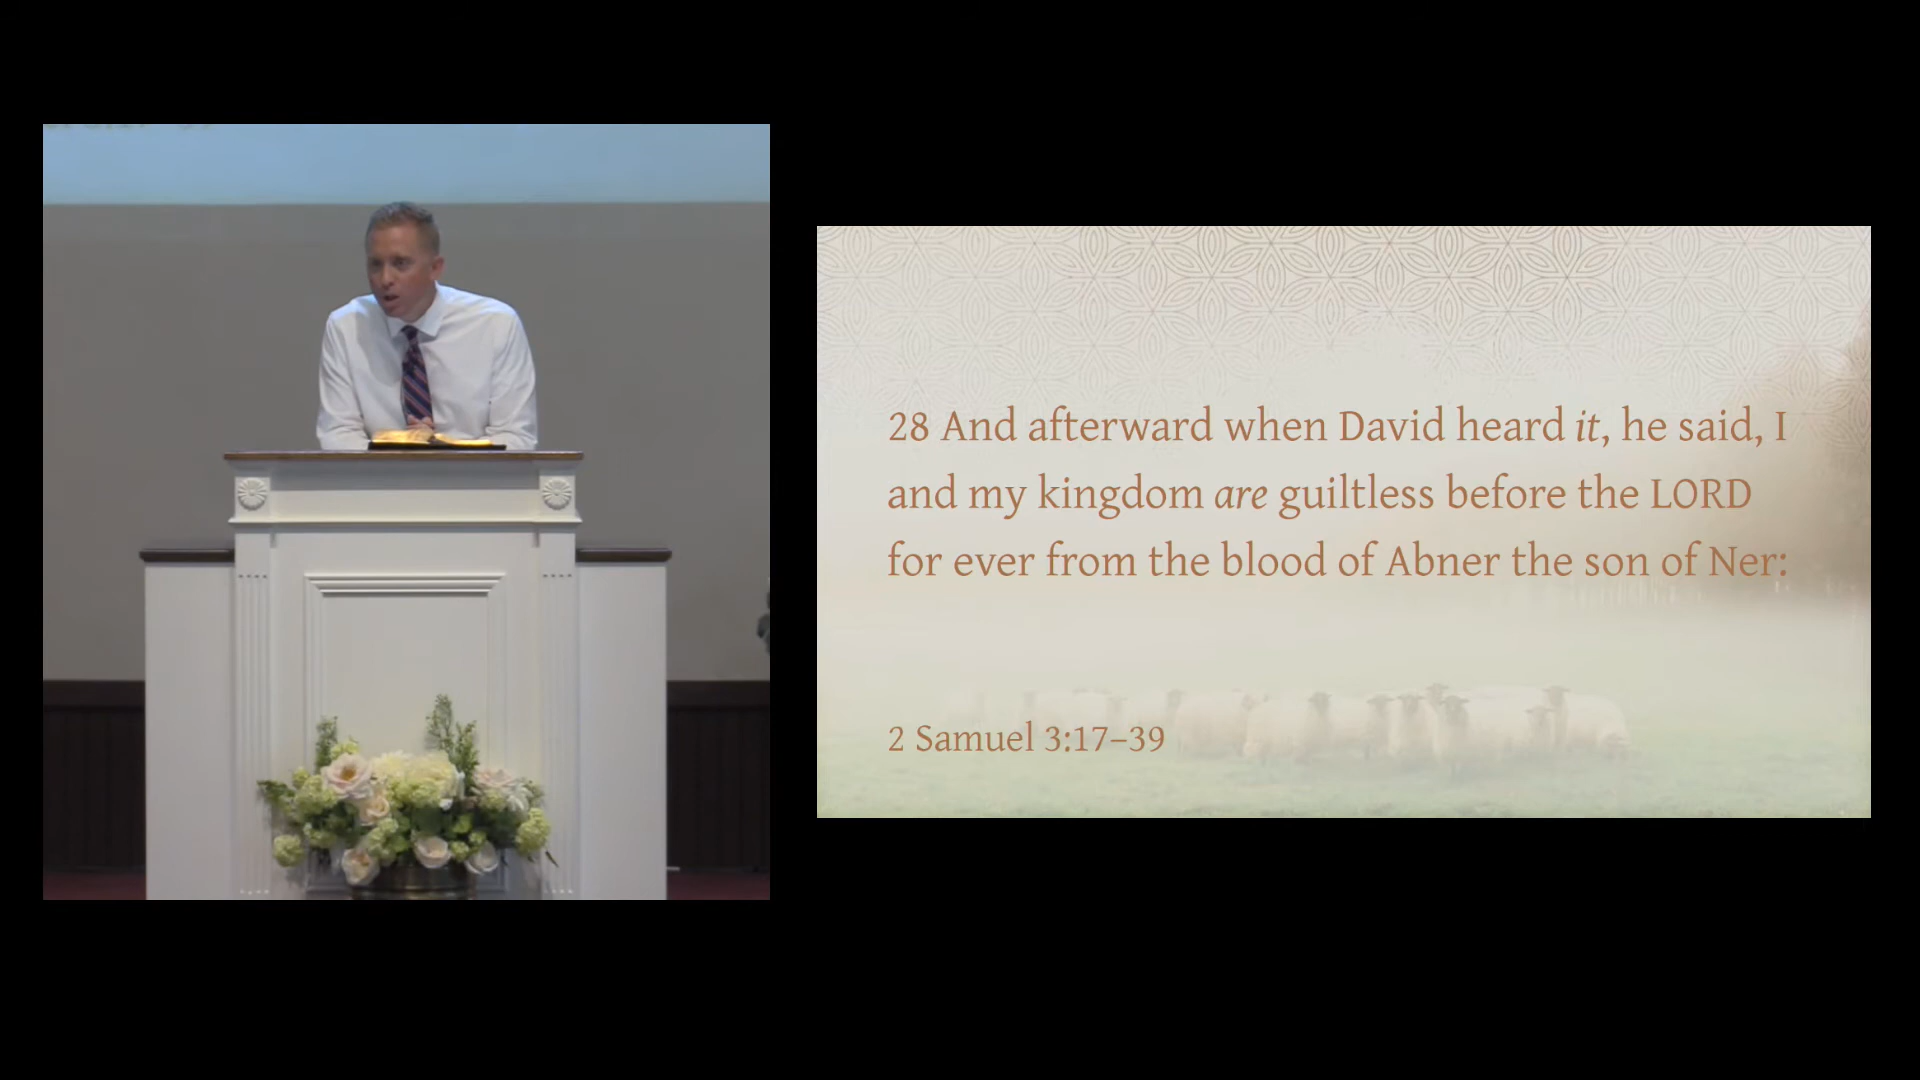 28 And afterward when David heard it, he said, I
and my kingdom are guiltless before the LORD
for ever from the blood of Abner the son of Ner:
2 Samuel 3:17–39